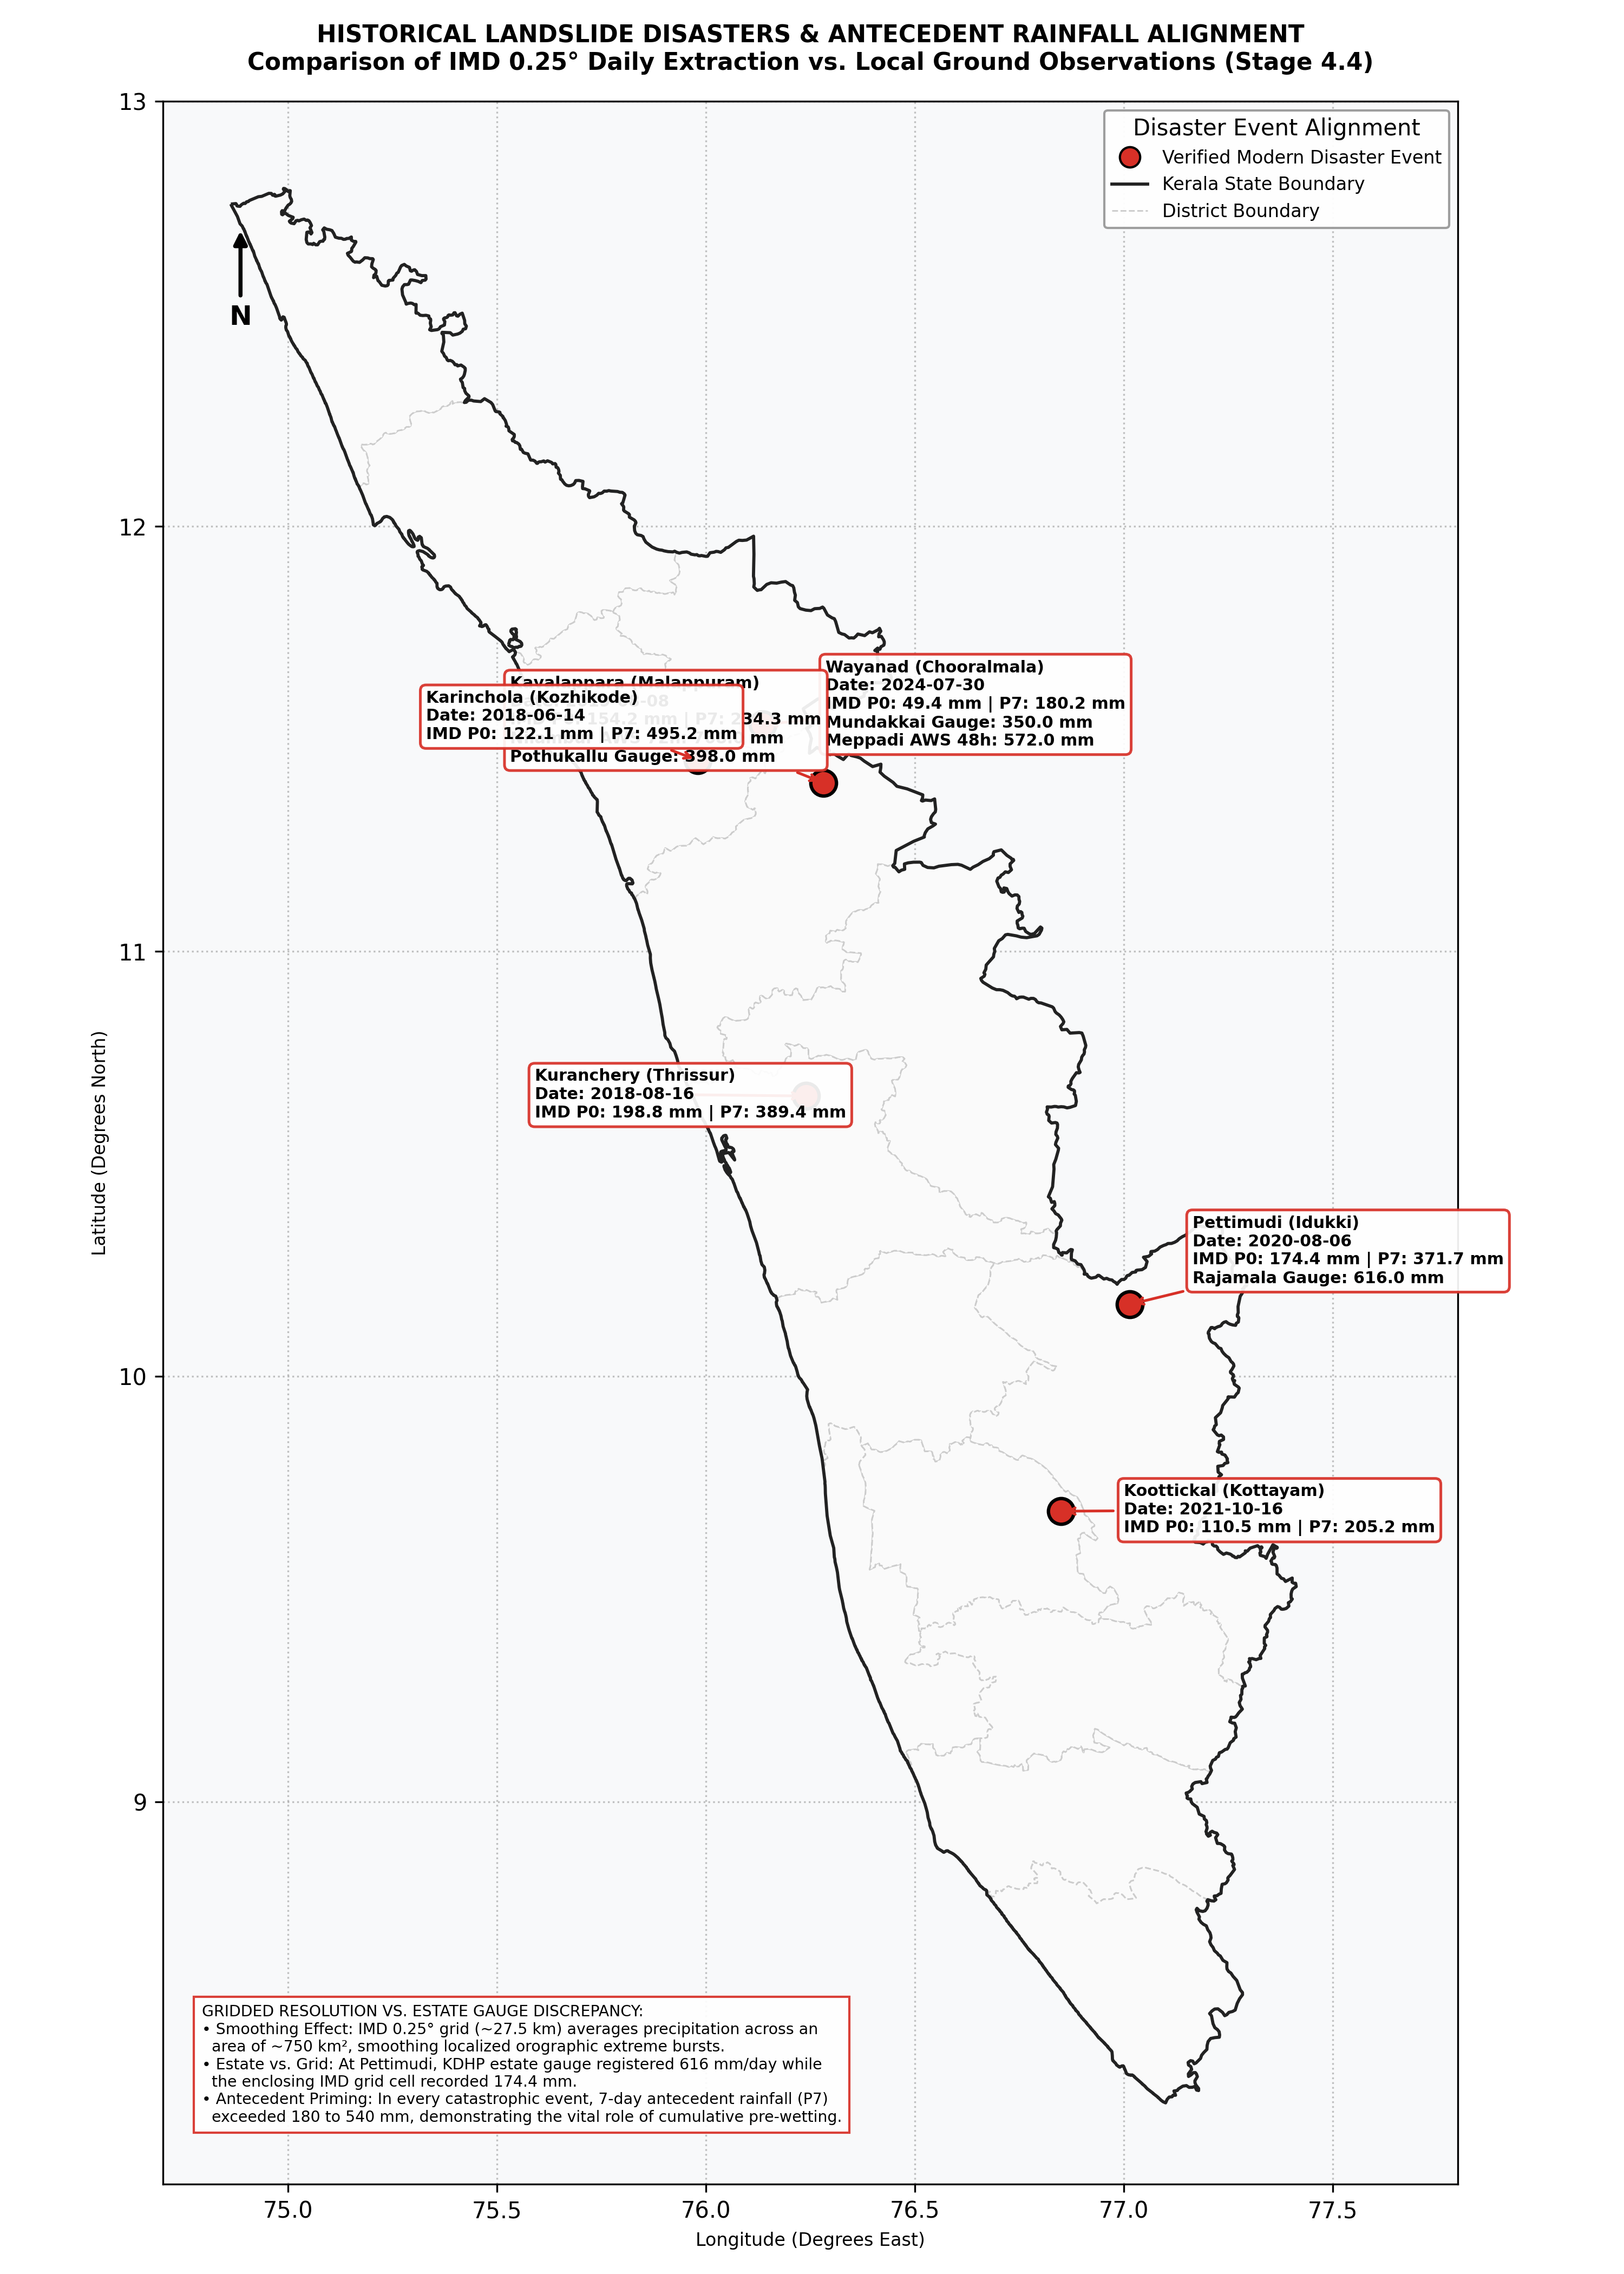 HISTORICAL LANDSLIDE DISASTERS & ANTECEDENT RAINFALL ALIGNMENT
Comparison of IMD 0.25° Daily Extraction vs. Local Ground Observations (Stage 4.4)
Disaster Event Alignment
Verified Modern Disaster Event
Kerala State Boundary
District Boundary
N
Kavalappara (Malappuram)
-08
154.2 mm | P7: 234.3 mm
mm
Pothukallu Gauge: 398.0 mm
Karinchola (Kozhikode)
Date: 2018-06-14
IMD P0: 122.1 mm | P7: 495.2 mm
Wayanad (Chooralmala)
Date: 2024-07-30
IMD P0: 49.4 mm | P7: 180.2 mm
Mundakkai Gauge: 350.0 mm
Meppadi AWS 48h: 572.0 mm
Kuranchery (Thrissur)
Date: 2018-08-16
IMD P0: 198.8 mm | P7: 389.4 mm
Pettimudi (Idukki)
Date: 2020-08-06
IMD P0: 174.4 mm | P7: 371.7 mm
Rajamala Gauge: 616.0 mm
Koottickal (Kottayam)
Date: 2021-10-16
IMD P0: 110.5 mm | P7: 205.2 mm
GRIDDED RESOLUTION VS. ESTATE GAUGE DISCREPANCY:
• Smoothing Effect: IMD 0.25° grid (~27.5 km) averages precipitation across an
area of ~750 km², smoothing localized orographic extreme bursts.
• Estate vs. Grid: At Pettimudi, KDHP estate gauge registered 616 mm/day while
the enclosing IMD grid cell recorded 174.4 mm.
• Antecedent Priming: In every catastrophic event, 7-day antecedent rainfall (P7)
exceeded 180 to 540 mm, demonstrating the vital role of cumulative pre-wetting.
13
12
11
10
9
Latitude (Degrees North)
75.0 75.5 76.0 76.5 77.0 77.5
Longitude (Degrees East)